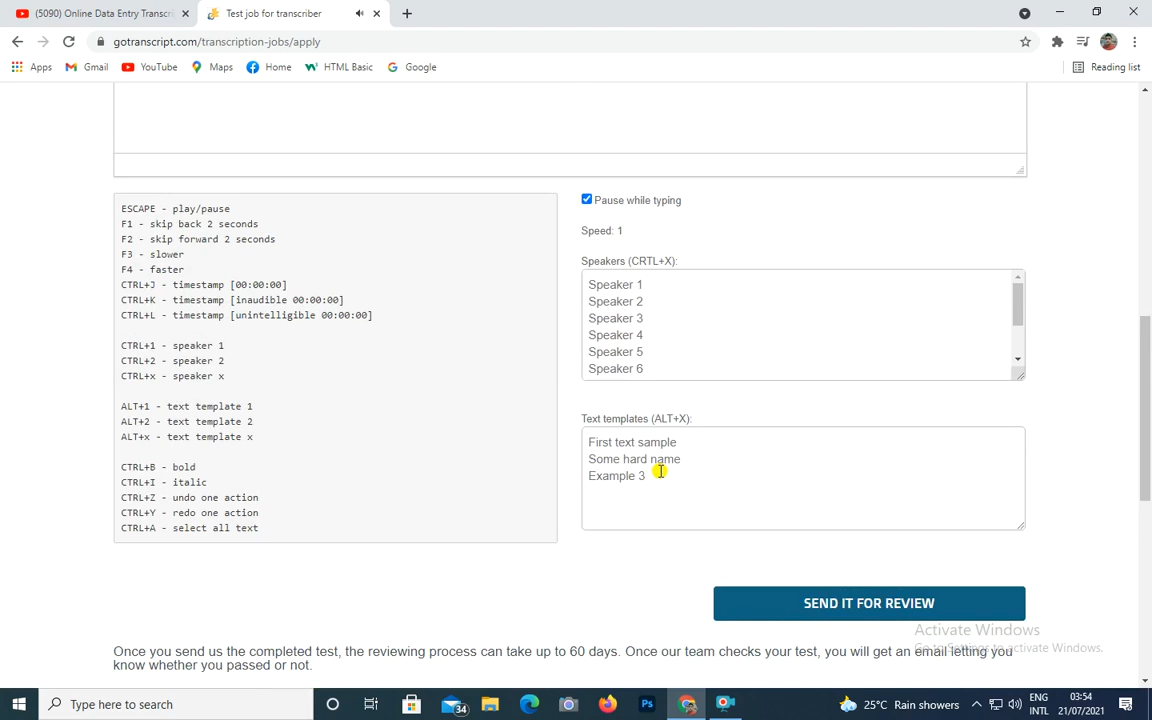 (5090) Online Data Entry Transcri
Test job for transcriber
gotranscript.com/transcription-jobs/apply
Apps
Gmail
YouTube
Maps
Home
HTML Basic
Google
Reading list
ESCAPE - play/pause
F1 - skip back 2 seconds
F2 - skip forward 2 seconds
F3 - slower
F4 - faster
CTRL+J - timestamp [00:00:00]
CTRL+K - timestamp [inaudible 00:00:00]
CTRL+L - timestamp [unintelligible 00:00:00]
CTRL+1 - speaker 1
CTRL+2 - speaker 2
CTRL+x - speaker x
ALT+1 - text template 1
ALT+2 - text template 2
ALT+x - text template x
CTRL+B - bold
CTRL+I - italic
CTRL+Z - undo one action
CTRL+Y - redo one action
CTRL+A - select all text
Pause while typing
Speed: 1
Speakers (CRTL+X):
Speaker 1
Speaker 2
Speaker 3
Speaker 4
Speaker 5
Speaker 6
Text templates (ALT+X):
First text sample
Some hard name
Example 3
SEND IT FOR REVIEW
Activate Windows
Go to Settings to activate Windows.
Once you send us the completed test, the reviewing process can take up to 60 days. Once our team checks your test, you will get an email letting you
know whether you passed or not.
Type here to search
34
Ps
25°C Rain showers
ENG
INTL
03:54
21/07/2021